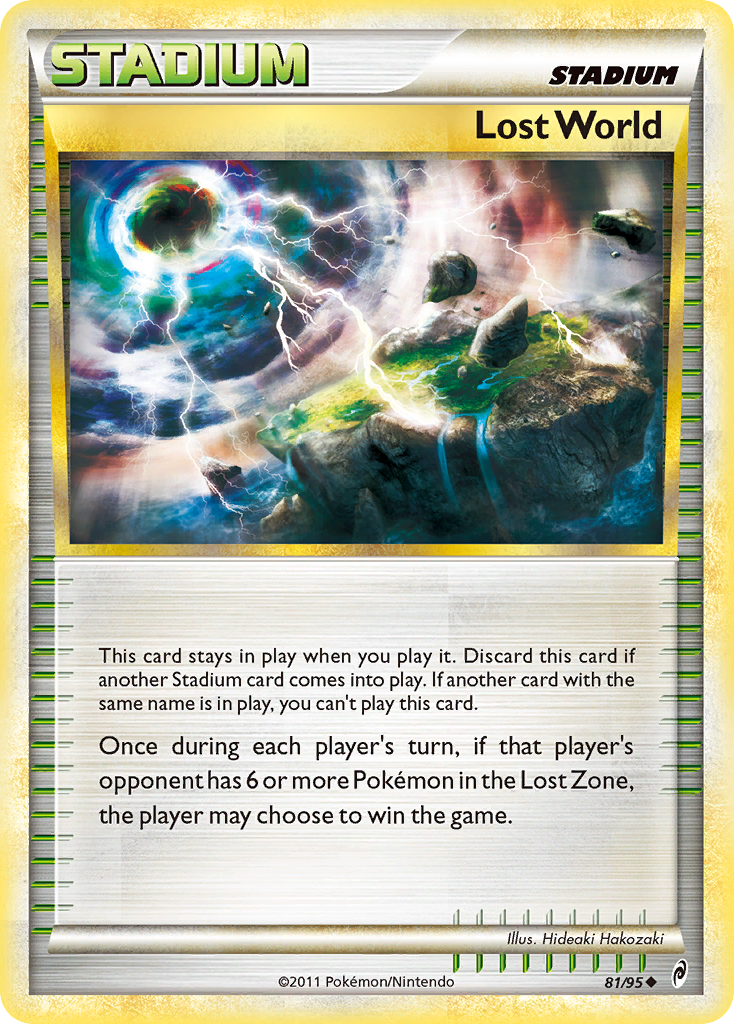 STADIUM
STADIUM
Lost World
This card stays in play when you play it. Discard this card if
another Stadium card comes into play. If another card with the
same name is in play, you can't play this card.
Once during each player's turn, if that player's
opponent has 6 or more Pokémon in the Lost Zone,
the player may choose to win the game.
Illus. Hideaki Hakozaki
©2011 Pokémon/Nintendo
81/95◆